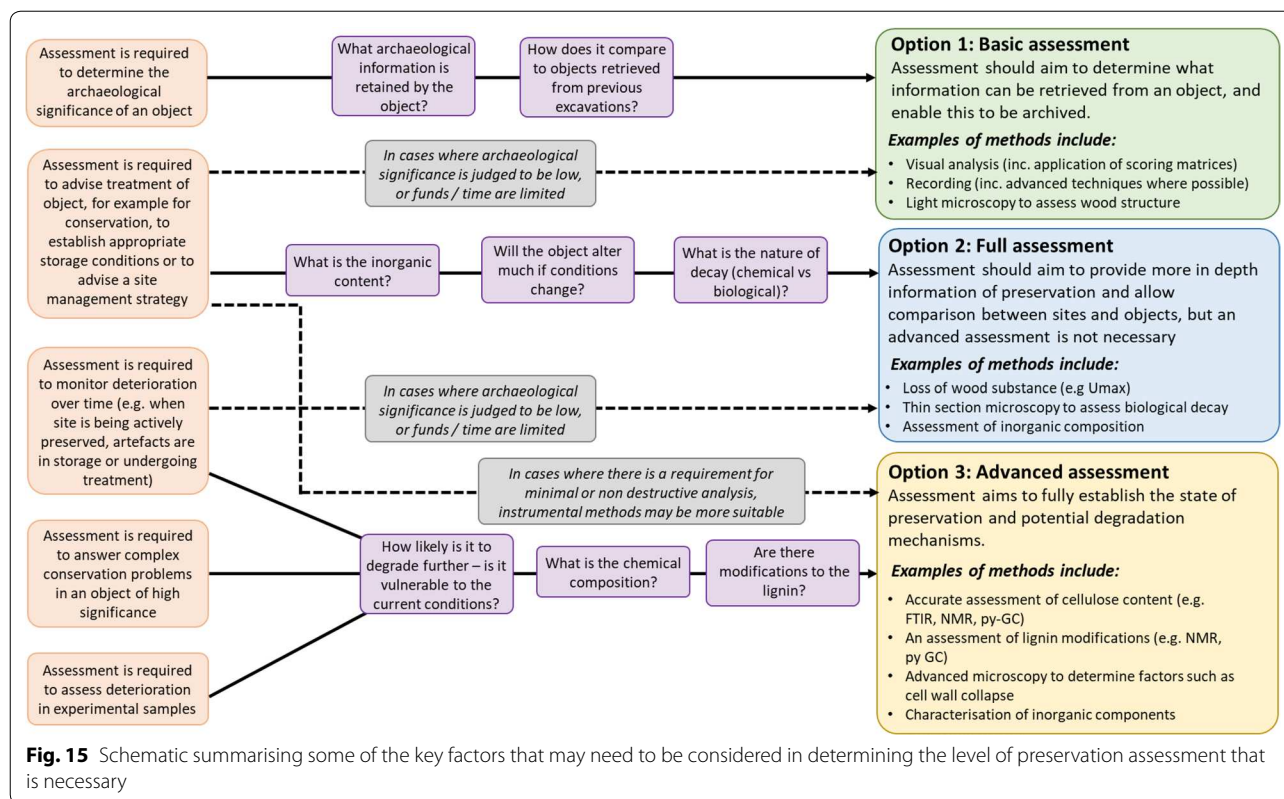 Assessment is required
to determine the
archaeological
significance of an object
What archaeological
information is
retained by the
object?
How does it compare
to objects retrieved
from previous
excavations?
Option 1: Basic assessment
Assessment should aim to determine what
information can be retrieved from an object, and
enable this to be archived.
Examples of methods include:
• Visual analysis (inc. application of scoring matrices)
• Recording (inc. advanced techniques where possible)
• Light microscopy to assess wood structure
Assessment is required
to advise treatment of
object, for example for
conservation, to
establish appropriate
storage conditions or to
advise a site
management strategy
In cases where archaeological
significance is judged to be low,
or funds / time are limited
What is the inorganic
content?
Will the object alter
much if conditions
change?
What is the nature of
decay (chemical vs
biological)?
Option 2: Full assessment
Assessment should aim to provide more in depth
information of preservation and allow
comparison between sites and objects, but an
advanced assessment is not necessary
Examples of methods include:
• Loss of wood substance (e.g Umax)
• Thin section microscopy to assess biological decay
• Assessment of inorganic composition
Assessment is required
to monitor deterioration
over time (e.g. when
site is being actively
preserved, artefacts are
in storage or undergoing
treatment)
In cases where archaeological
significance is judged to be low,
or funds / time are limited
In cases where there is a requirement for
minimal or non destructive analysis,
instrumental methods may be more suitable
Option 3: Advanced assessment
Assessment aims to fully establish the state of
preservation and potential degradation
mechanisms.
Examples of methods include:
• Accurate assessment of cellulose content (e.g.
FTIR, NMR, py-GC)
• An assessment of lignin modifications (e.g. NMR,
py GC)
• Advanced microscopy to determine factors such as
cell wall collapse
• Characterisation of inorganic components
Assessment is required
to answer complex
conservation problems
in an object of high
significance
How likely is it to
degrade further – is it
vulnerable to the
current conditions?
What is the chemical
composition?
Are there
modifications to the
lignin?
Assessment is required
to assess deterioration
in experimental samples
Fig. 15 Schematic summarising some of the key factors that may need to be considered in determining the level of preservation assessment that
is necessary